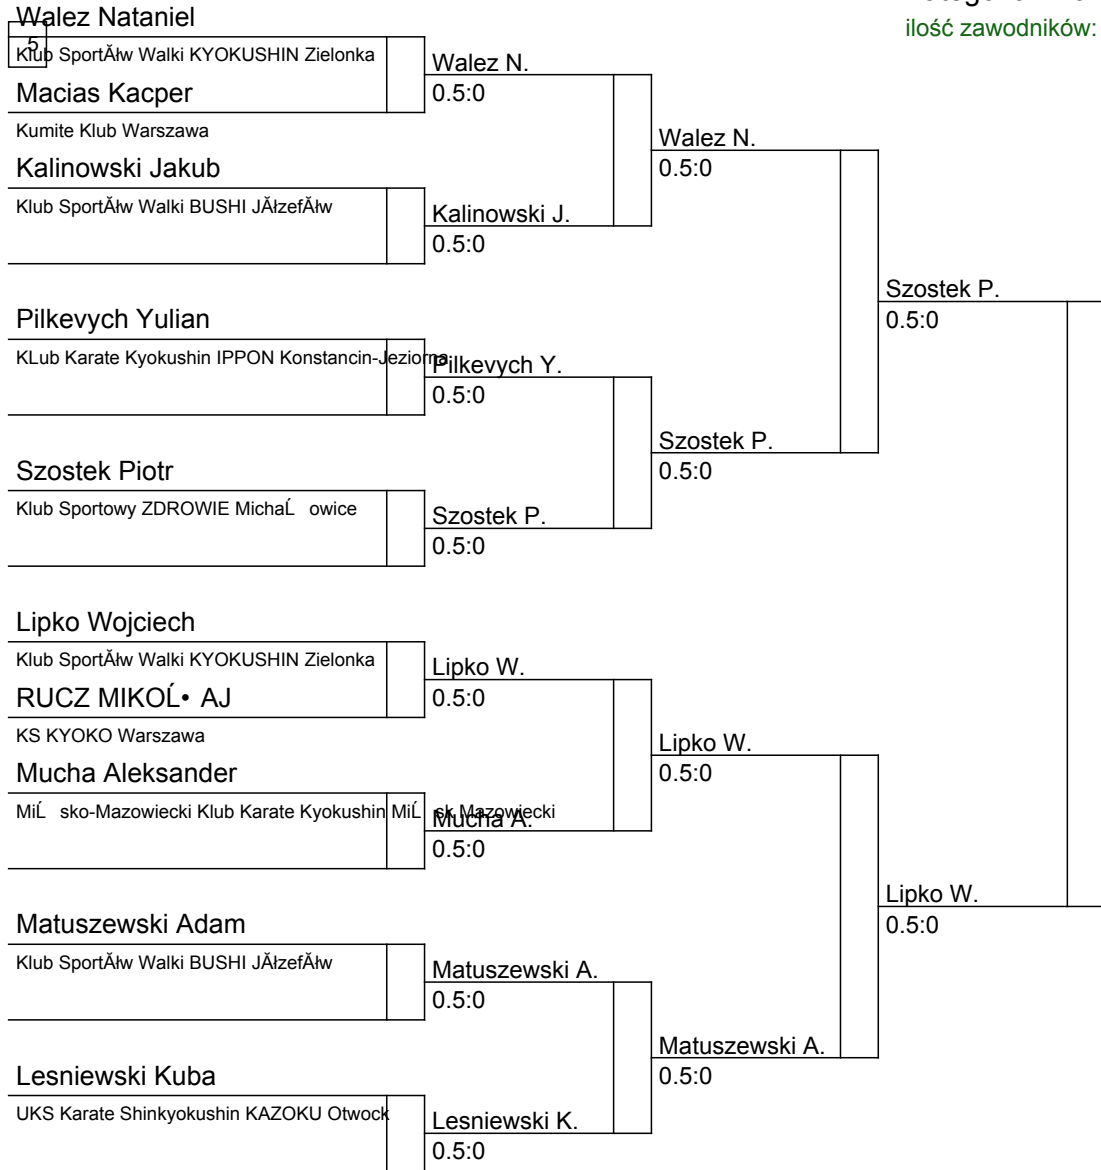 Walez Nataniel
5
Klub SportĂłw Walki KYOKUSHIN Zielonka
Macias Kacper
Kumite Klub Warszawa
Kalinowski Jakub
Klub SportĂłw Walki BUSHI JĂłzefĂłw
Pilkevych Yulian
KLub Karate Kyokushin IPPON Konstancin-Jeziorna
Szostek Piotr
Klub Sportowy ZDROWIE MichaĹ owice
Lipko Wojciech
Klub SportĂłw Walki KYOKUSHIN Zielonka
RUCZ MIKOĹ• AJ
KS KYOKO Warszawa
Mucha Aleksander
MiĹ sko-Mazowiecki Klub Karate Kyokushin MiĹ sk Mazowiecki
Matuszewski Adam
Klub SportĂłw Walki BUSHI JĂłzefĂłw
Lesniewski Kuba
UKS Karate Shinkyokushin KAZOKU Otwock
Walez N.
0.5:0
Kalinowski J.
0.5:0
Pilkevych Y.
0.5:0
Szostek P.
0.5:0
Lipko W.
0.5:0
Mucha A.
0.5:0
Matuszewski A.
0.5:0
Lesniewski K.
0.5:0
Walez N.
0.5:0
Szostek P.
0.5:0
Lipko W.
0.5:0
Matuszewski A.
0.5:0
Szostek P.
0.5:0
Lipko W.
0.5:0
ilość zawodników: